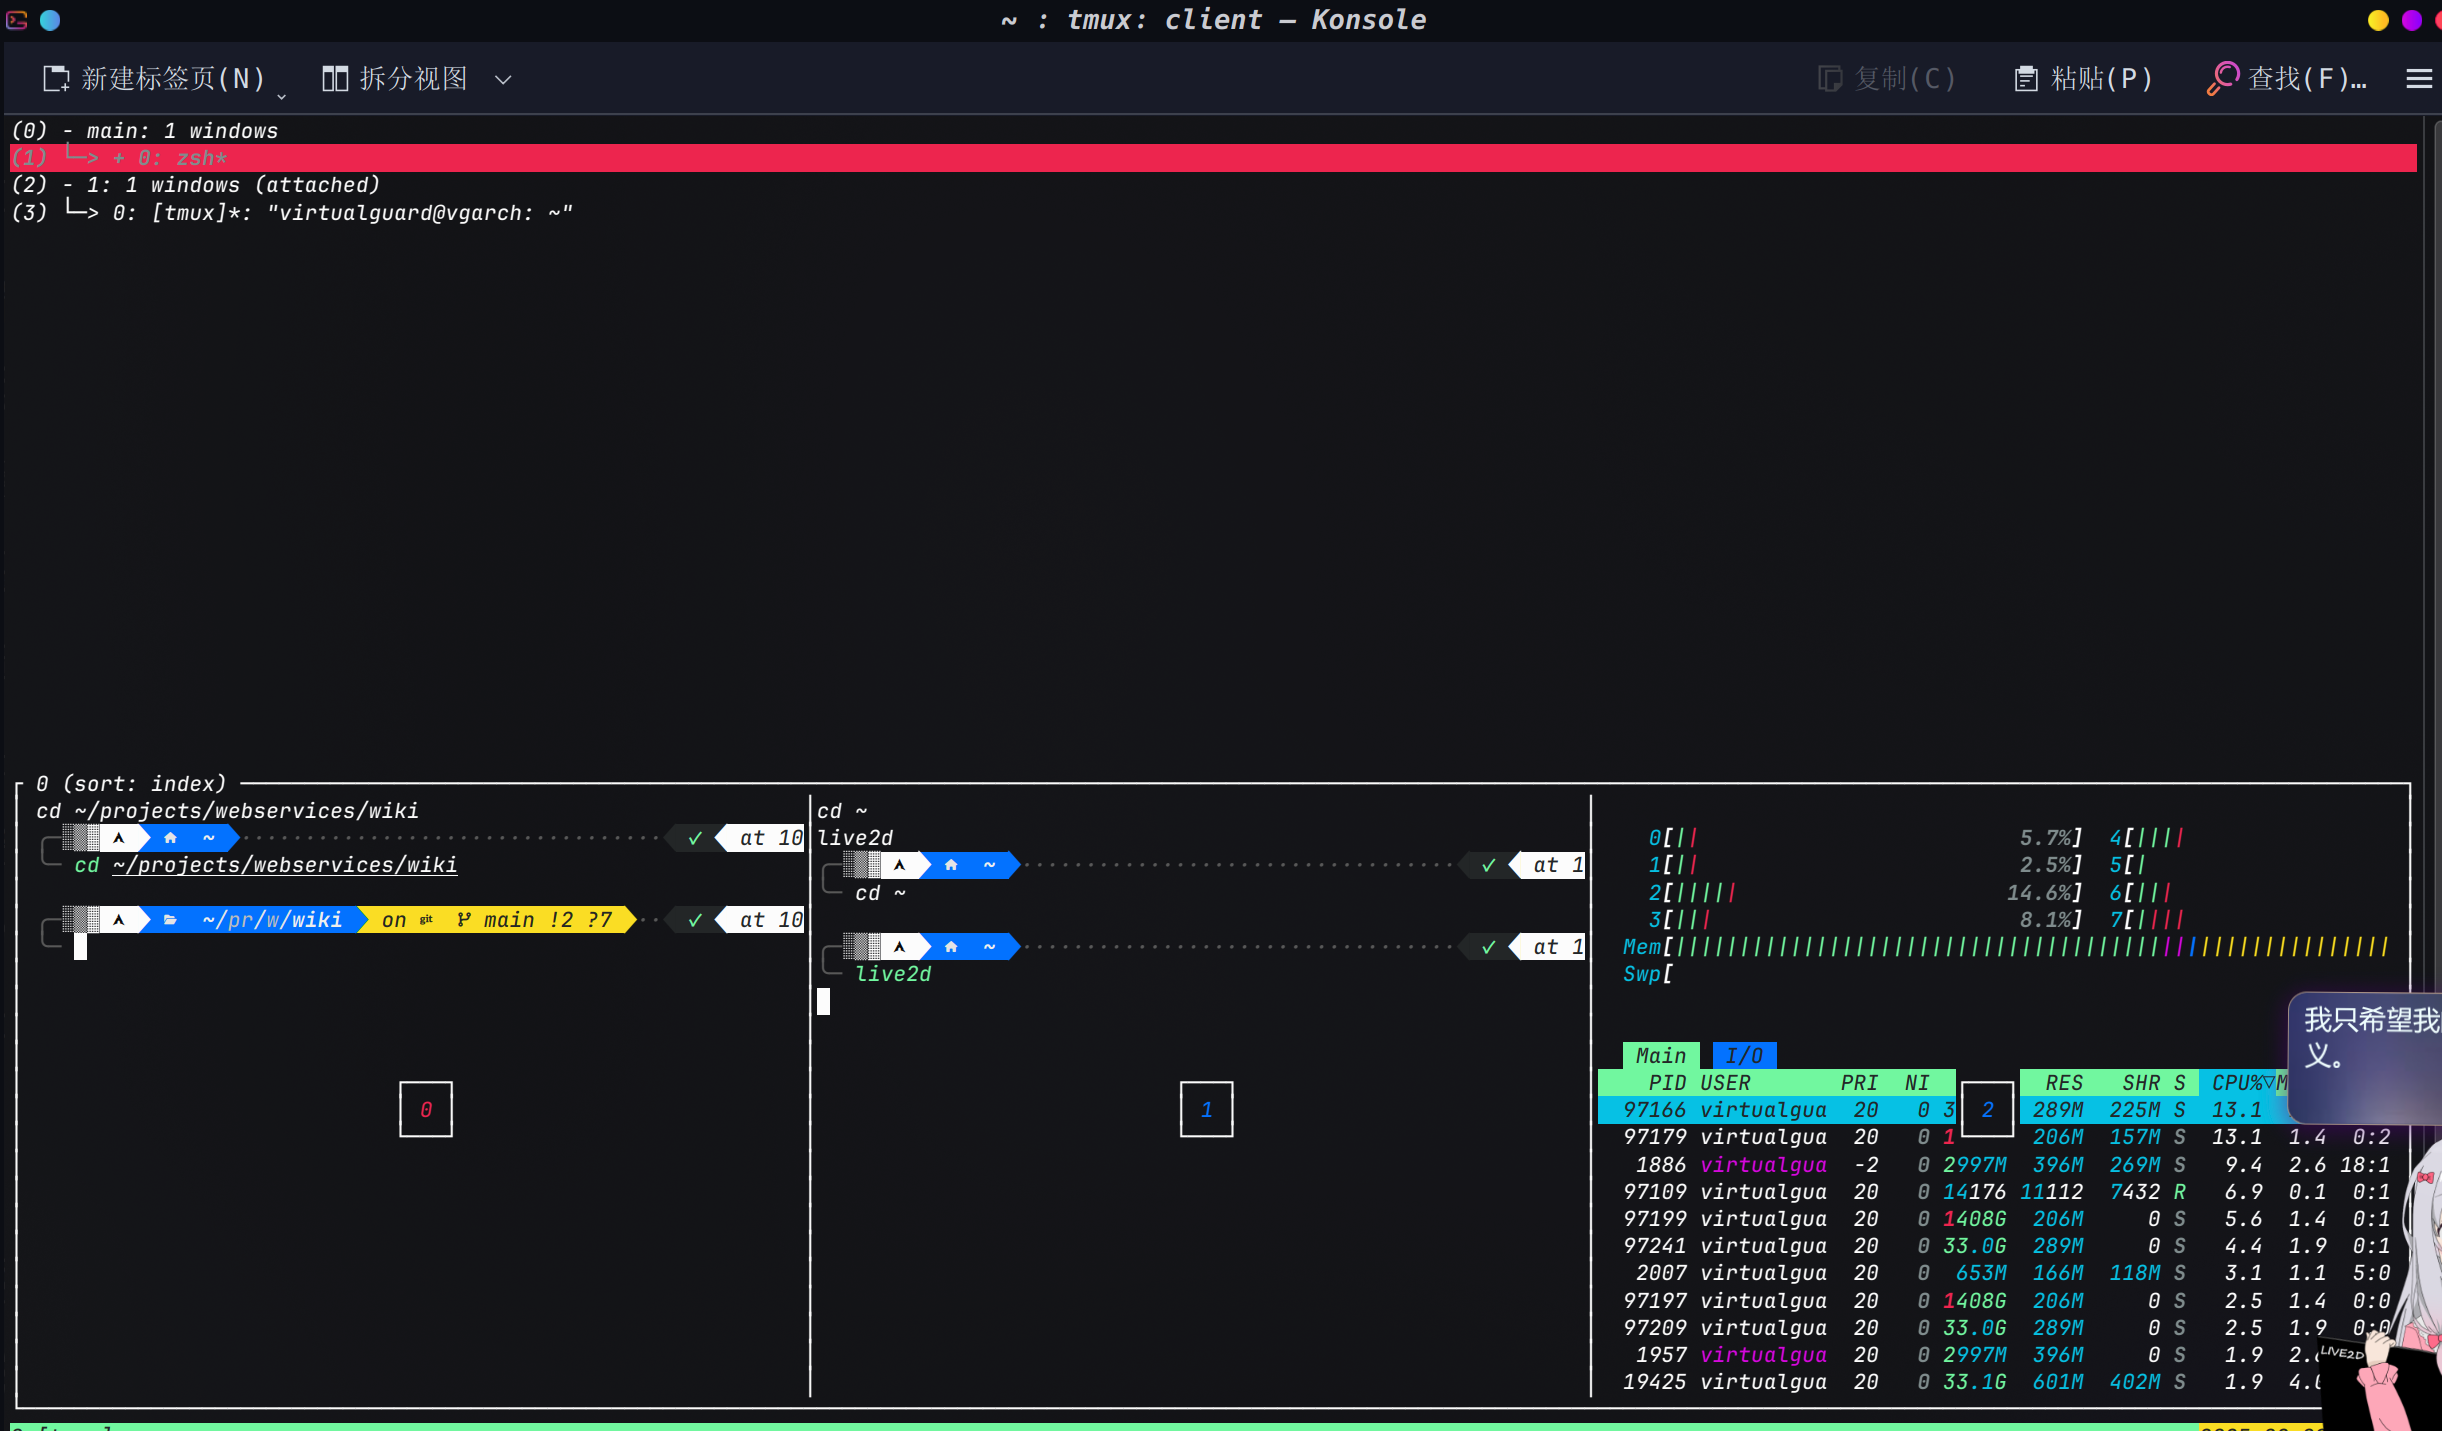 ~ : tmux: client — Konsole
新建标签页(N) 拆分视图 复制(C) 粘贴(P) 查找(F)…
(0) - main: 1 windows
(1) └─> + 0: zsh*
(2) - 1: 1 windows (attached)
(3) └─> 0: [tmux]*: "virtualguard@vgarch: ~"
0 (sort: index)
cd ~/projects/webservices/wiki
~ ✓ at 10
cd ~/projects/webservices/wiki
~/pr/w/wiki on git main !2 ?7 ✓ at 10
0
cd ~
live2d
~ ✓ at 1
cd ~
~ ✓ at 1
live2d
1
0[|| 5.7%] 4[||||
1[|| 2.5%] 5[|
2[||||| 14.6%] 6[|||
3[||| 8.1%] 7[||||
Mem[||||||||||||||||||||||||||||||||||||||||||||||||||||||||
Swp[
Main I/O
PID USER PRI NI RES SHR S CPU%▽M
97166 virtualgua 20 0 3 289M 225M S 13.1
2
97179 virtualgua 20 0 1 206M 157M S 13.1 1.4 0:2
1886 virtualgua -2 0 2997M 396M 269M S 9.4 2.6 18:1
97109 virtualgua 20 0 14176 11112 7432 R 6.9 0.1 0:1
97199 virtualgua 20 0 1408G 206M 0 S 5.6 1.4 0:1
97241 virtualgua 20 0 33.0G 289M 0 S 4.4 1.9 0:1
2007 virtualgua 20 0 653M 166M 118M S 3.1 1.1 5:0
97197 virtualgua 20 0 1408G 206M 0 S 2.5 1.4 0:0
97209 virtualgua 20 0 33.0G 289M 0 S 2.5 1.9 0:0
1957 virtualgua 20 0 2997M 396M 0 S 1.9 2.6
19425 virtualgua 20 0 33.1G 601M 402M S 1.9 4.0
我只希望我
义。
LIVE2D